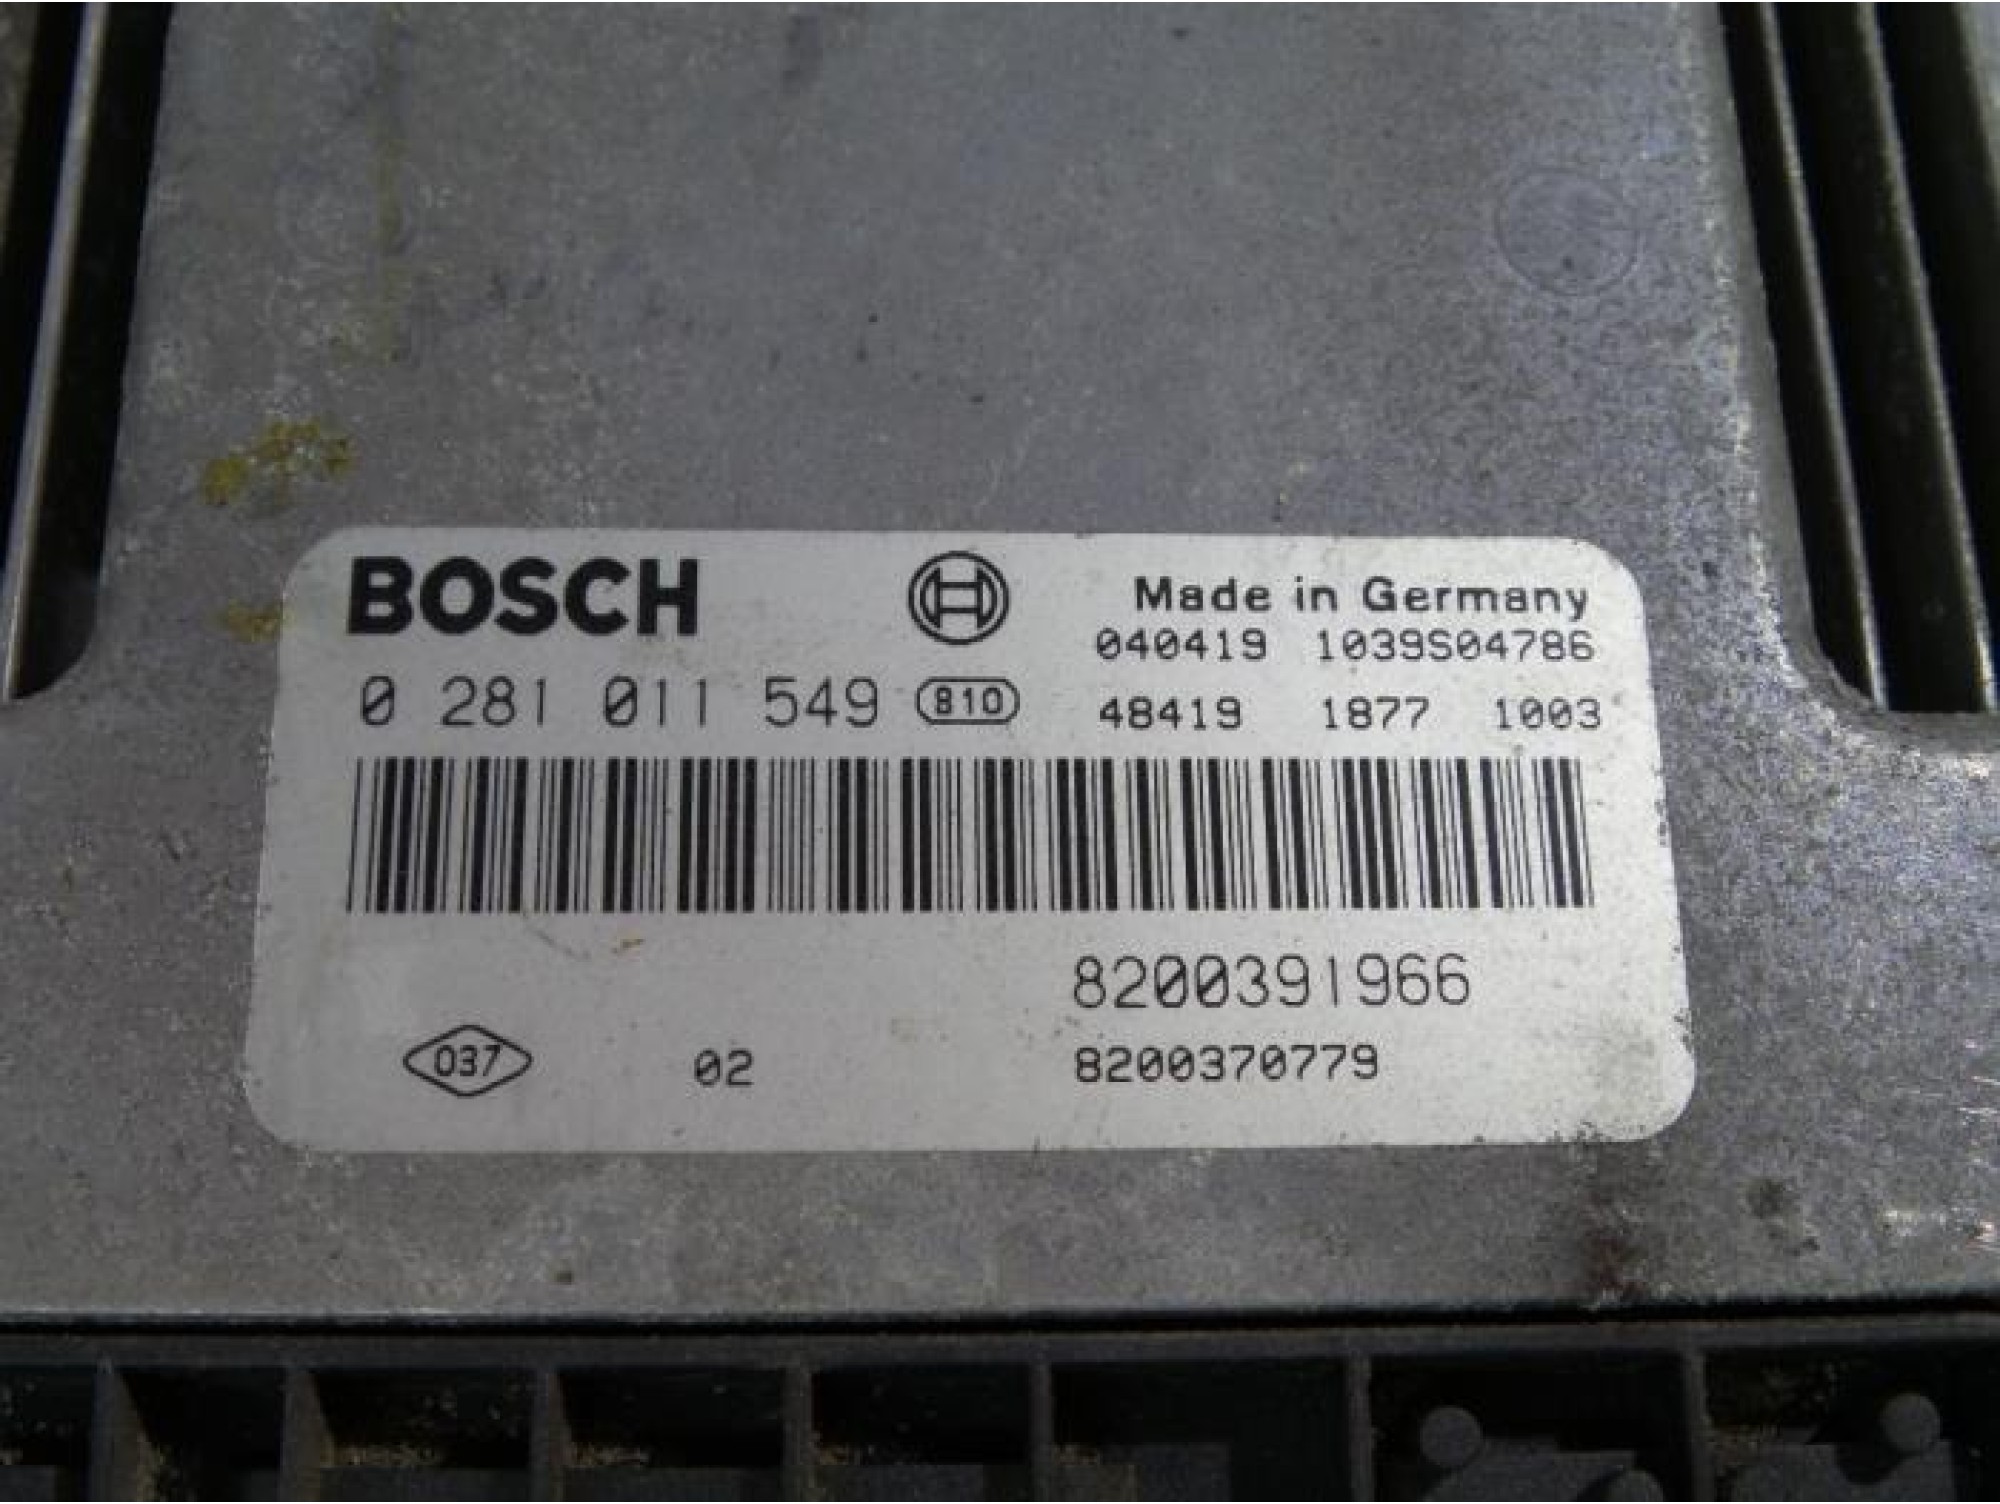 BOSCH
Made in Germany
040419 1039S04786
0 281 011 549 810
48419 1877 1003
8200391966
037 02 8200370779